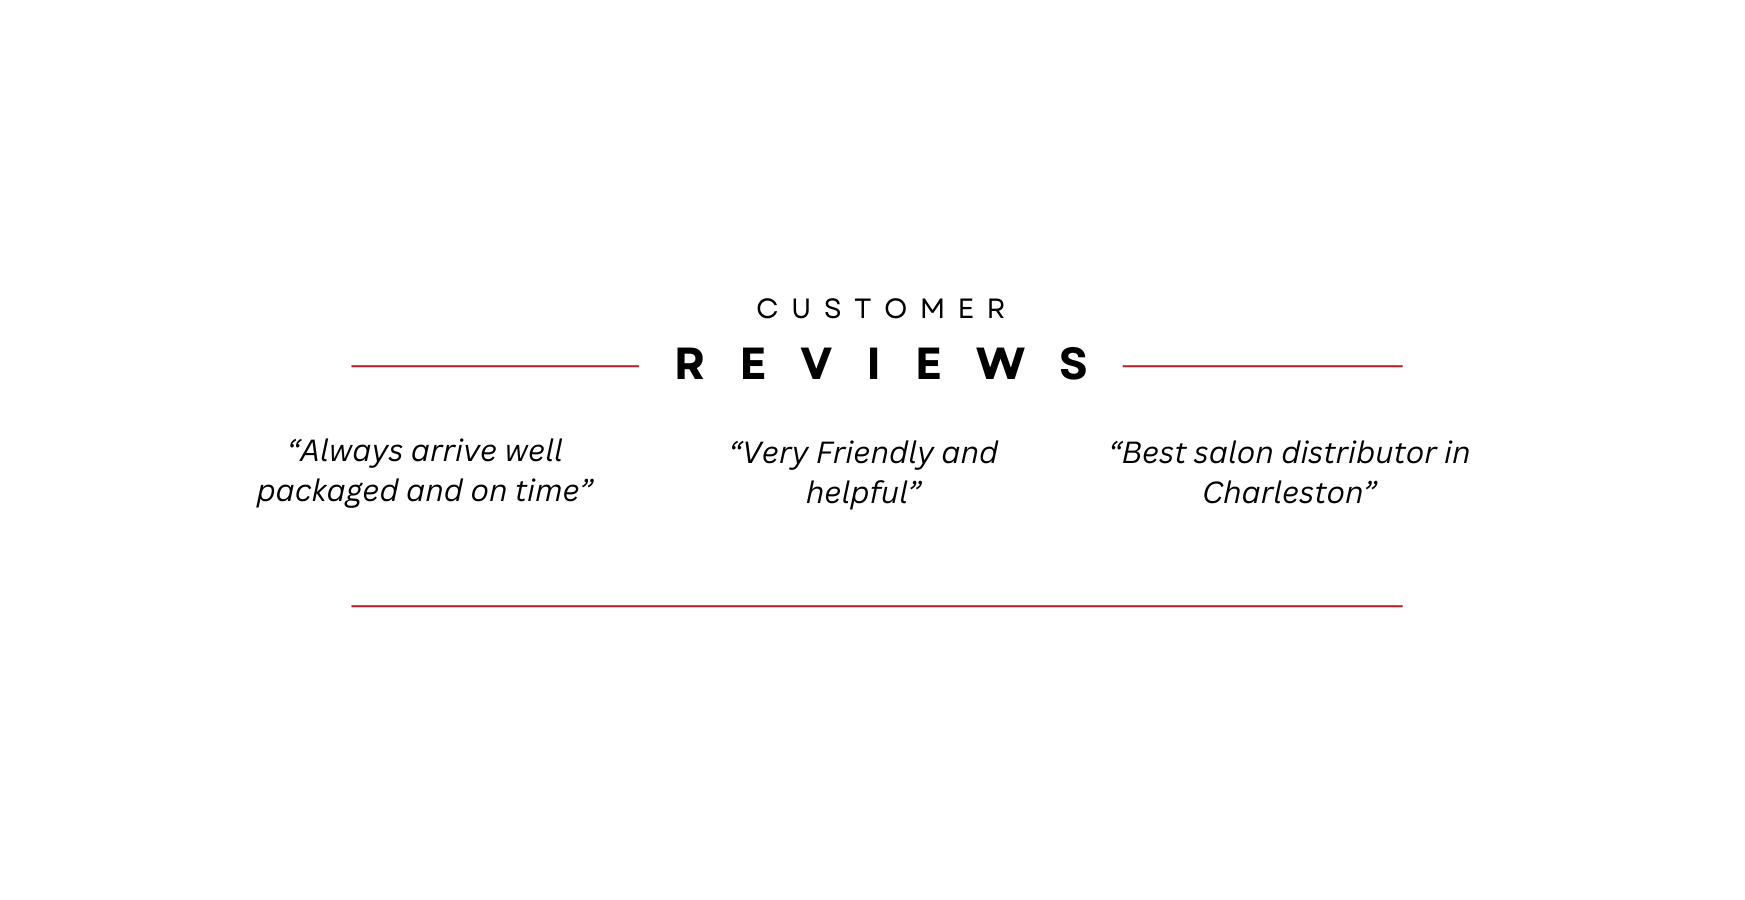 CUSTOMER
REVIEWS
“Always arrive well
packaged and on time”
“Very Friendly and
helpful”
“Best salon distributor in
Charleston”